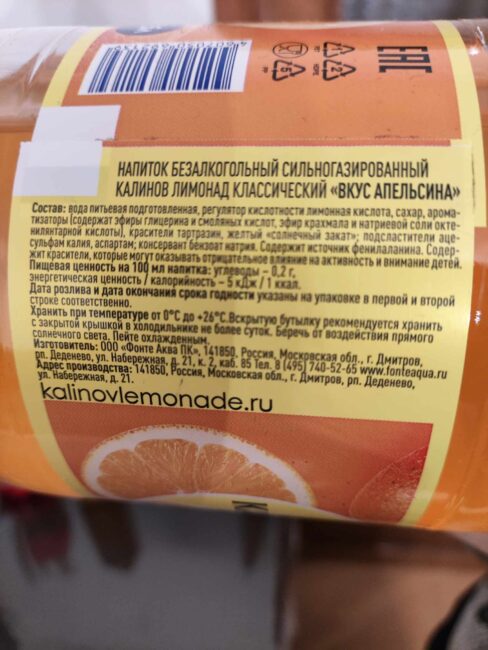 EAC
НАПИТОК БЕЗАЛКОГОЛЬНЫЙ СИЛЬНОГАЗИРОВАННЫЙ
КАЛИНОВ ЛИМОНАД КЛАССИЧЕСКИЙ «ВКУС АПЕЛЬСИНА»
Состав: вода питьевая подготовленная, регулятор кислотности лимонная кислота, сахар, арома-
тизаторы (содержат эфиры глицерина и смоляных кислот, эфир крахмала и натриевой соли окте-
нилянтарной кислоты), красители тартразин, желтый «солнечный закат»; подсластители аце-
сульфам калия, аспартам; консервант бензоат натрия. Содержит источник фенилаланина. Содер-
жит красители, которые могут оказывать отрицательное влияние на активность и внимание детей.
Пищевая ценность на 100 мл напитка: углеводы – 0,2 г,
энергетическая ценность / калорийность – 5 кДж / 1 ккал.
Дата розлива и дата окончания срока годности указаны на упаковке в первой и второй
строке соответственно.
Хранить при температуре от 0°С до +26°С.Вскрытую бутылку рекомендуется хранить
с закрытой крышкой в холодильнике не более суток. Беречь от воздействия прямого
солнечного света. Пейте охлажденным.
Изготовитель: ООО «Фонте Аква ПК», 141850, Россия, Московская обл., г. Дмитров,
рп. Деденево, ул. Набережная, д. 21, к. 2, каб. 85 Тел. 8 (495) 740-52-65 www.fonteaqua.ru
Адрес производства: 141850, Россия, Московская обл., г. Дмитров, рп. Деденево,
ул. Набережная, д. 21.
kalinovlemonade.ru